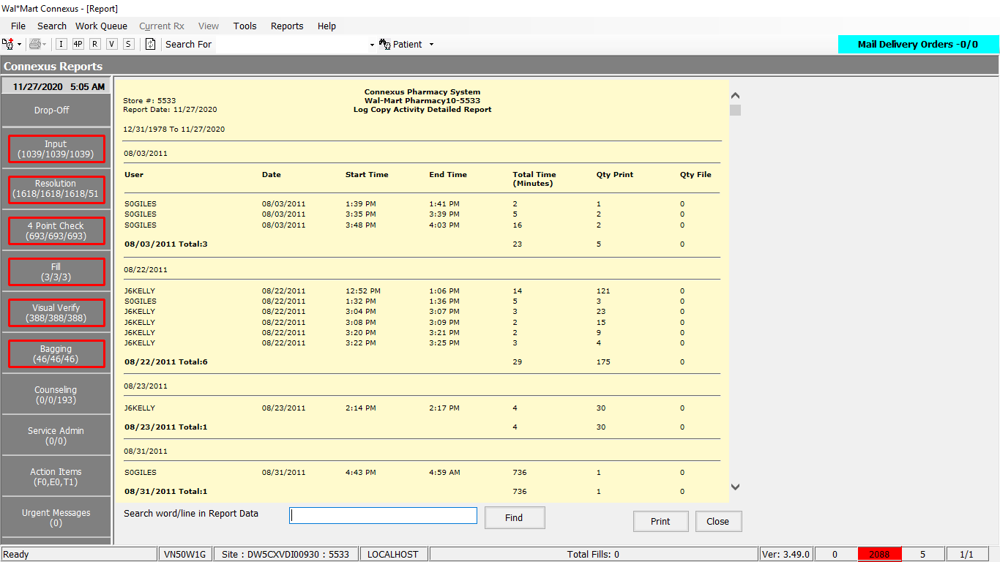 Wal*Mart Connexus - [Report]
File Search Work Queue Current Rx View Tools Reports Help
I 4P R V S Search For Patient
Mail Delivery Orders -0/0
Connexus Reports
11/27/2020 5:05 AM
Drop-Off
Input
(1039/1039/1039)
Resolution
(1618/1618/1618/51
4 Point Check
(693/693/693)
Fill
(3/3/3)
Visual Verify
(388/388/388)
Bagging
(46/46/46)
Counseling
(0/0/193)
Service Admin
(0/0)
Action Items
(F0,E0,T1)
Urgent Messages
(0)
Connexus Pharmacy System
Store #: 5533 Wal-Mart Pharmacy10-5533
Report Date: 11/27/2020 Log Copy Activity Detailed Report
12/31/1978 To 11/27/2020
08/03/2011
User Date Start Time End Time Total Time Qty Print Qty File
(Minutes)
S0GILES 08/03/2011 1:39 PM 1:41 PM 2 1 0
S0GILES 08/03/2011 3:35 PM 3:39 PM 5 2 0
S0GILES 08/03/2011 3:48 PM 4:03 PM 16 2 0
08/03/2011 Total:3 23 5 0
08/22/2011
J6KELLY 08/22/2011 12:52 PM 1:06 PM 14 121 0
S0GILES 08/22/2011 1:32 PM 1:36 PM 5 3 0
J6KELLY 08/22/2011 3:04 PM 3:07 PM 3 23 0
J6KELLY 08/22/2011 3:08 PM 3:09 PM 2 15 0
J6KELLY 08/22/2011 3:20 PM 3:21 PM 2 9 0
J6KELLY 08/22/2011 3:22 PM 3:25 PM 3 4 0
08/22/2011 Total:6 29 175 0
08/23/2011
J6KELLY 08/23/2011 2:14 PM 2:17 PM 4 30 0
08/23/2011 Total:1 4 30 0
08/31/2011
S0GILES 08/31/2011 4:43 PM 4:59 AM 736 1 0
08/31/2011 Total:1 736 1 0
Search word/line in Report Data Find Print Close
Ready VN50W1G Site : DW5CXVDI00930 : 5533 LOCALHOST Total Fills: 0 Ver: 3.49.0 0 2088 5 1/1